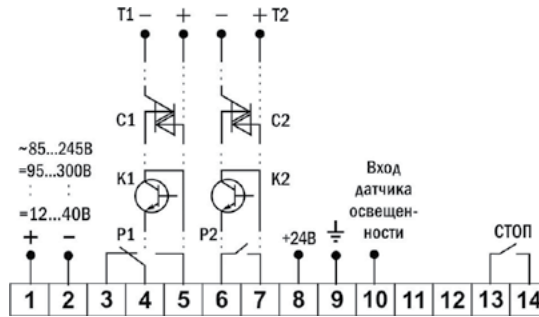 T1 − + − + T2
C1 C2
~85...245В
=95...300В
=12...40В
+ −
K1 K2
P1 P2
+24В
Вход
датчика
освещен-
ности
СТОП
1 2 3 4 5 6 7 8 9 10 11 12 13 14